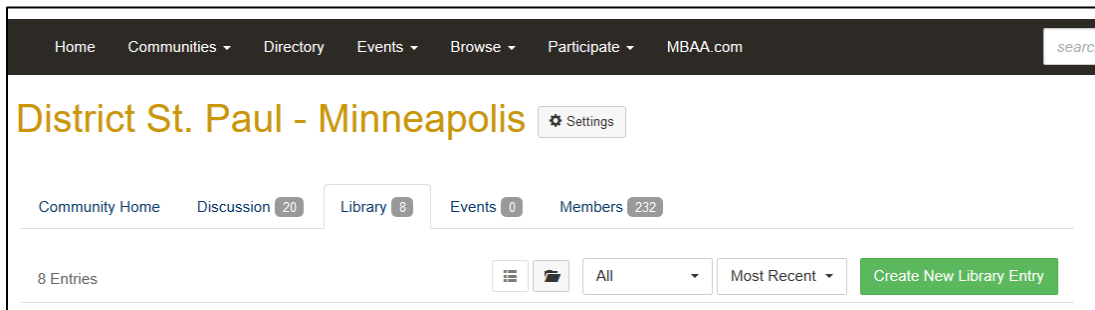 Home Communities Directory Events Browse Participate MBAA.com searc
District St. Paul - Minneapolis Settings
Community Home Discussion 20 Library 8 Events 0 Members 232
8 Entries All Most Recent Create New Library Entry